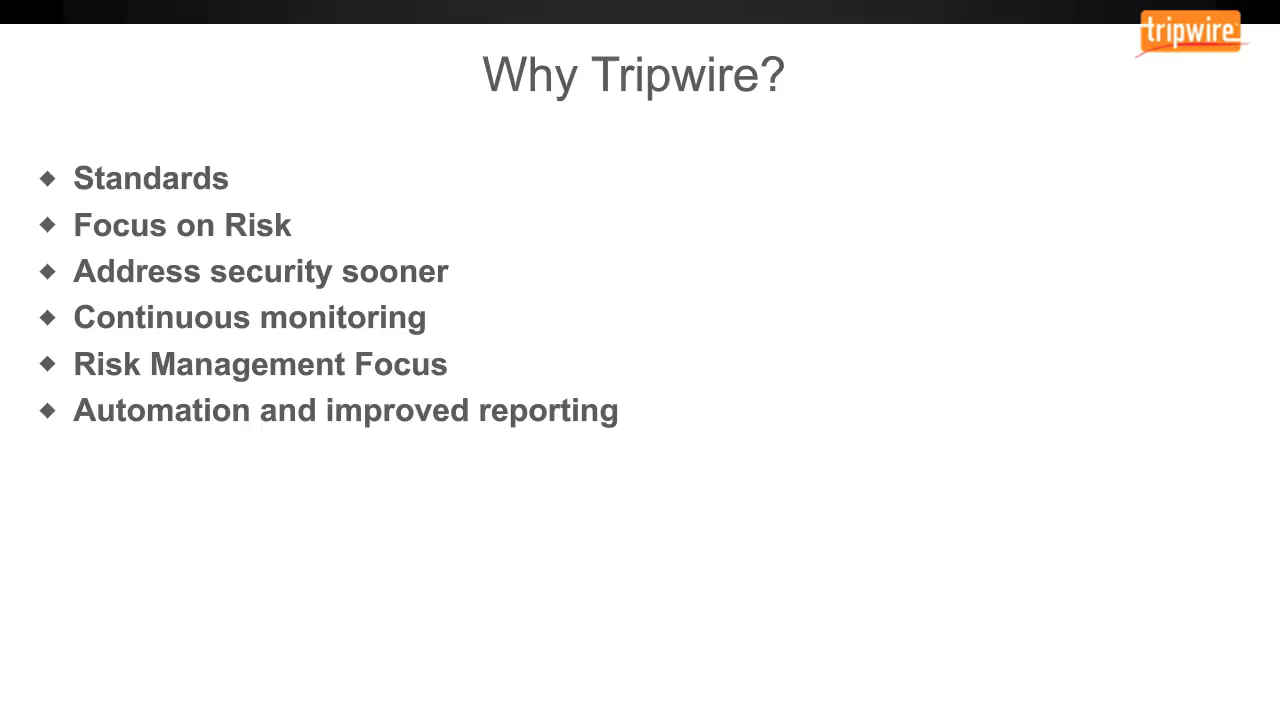 tripwire
Why Tripwire?
◆ Standards
◆ Focus on Risk
◆ Address security sooner
◆ Continuous monitoring
◆ Risk Management Focus
◆ Automation and improved reporting